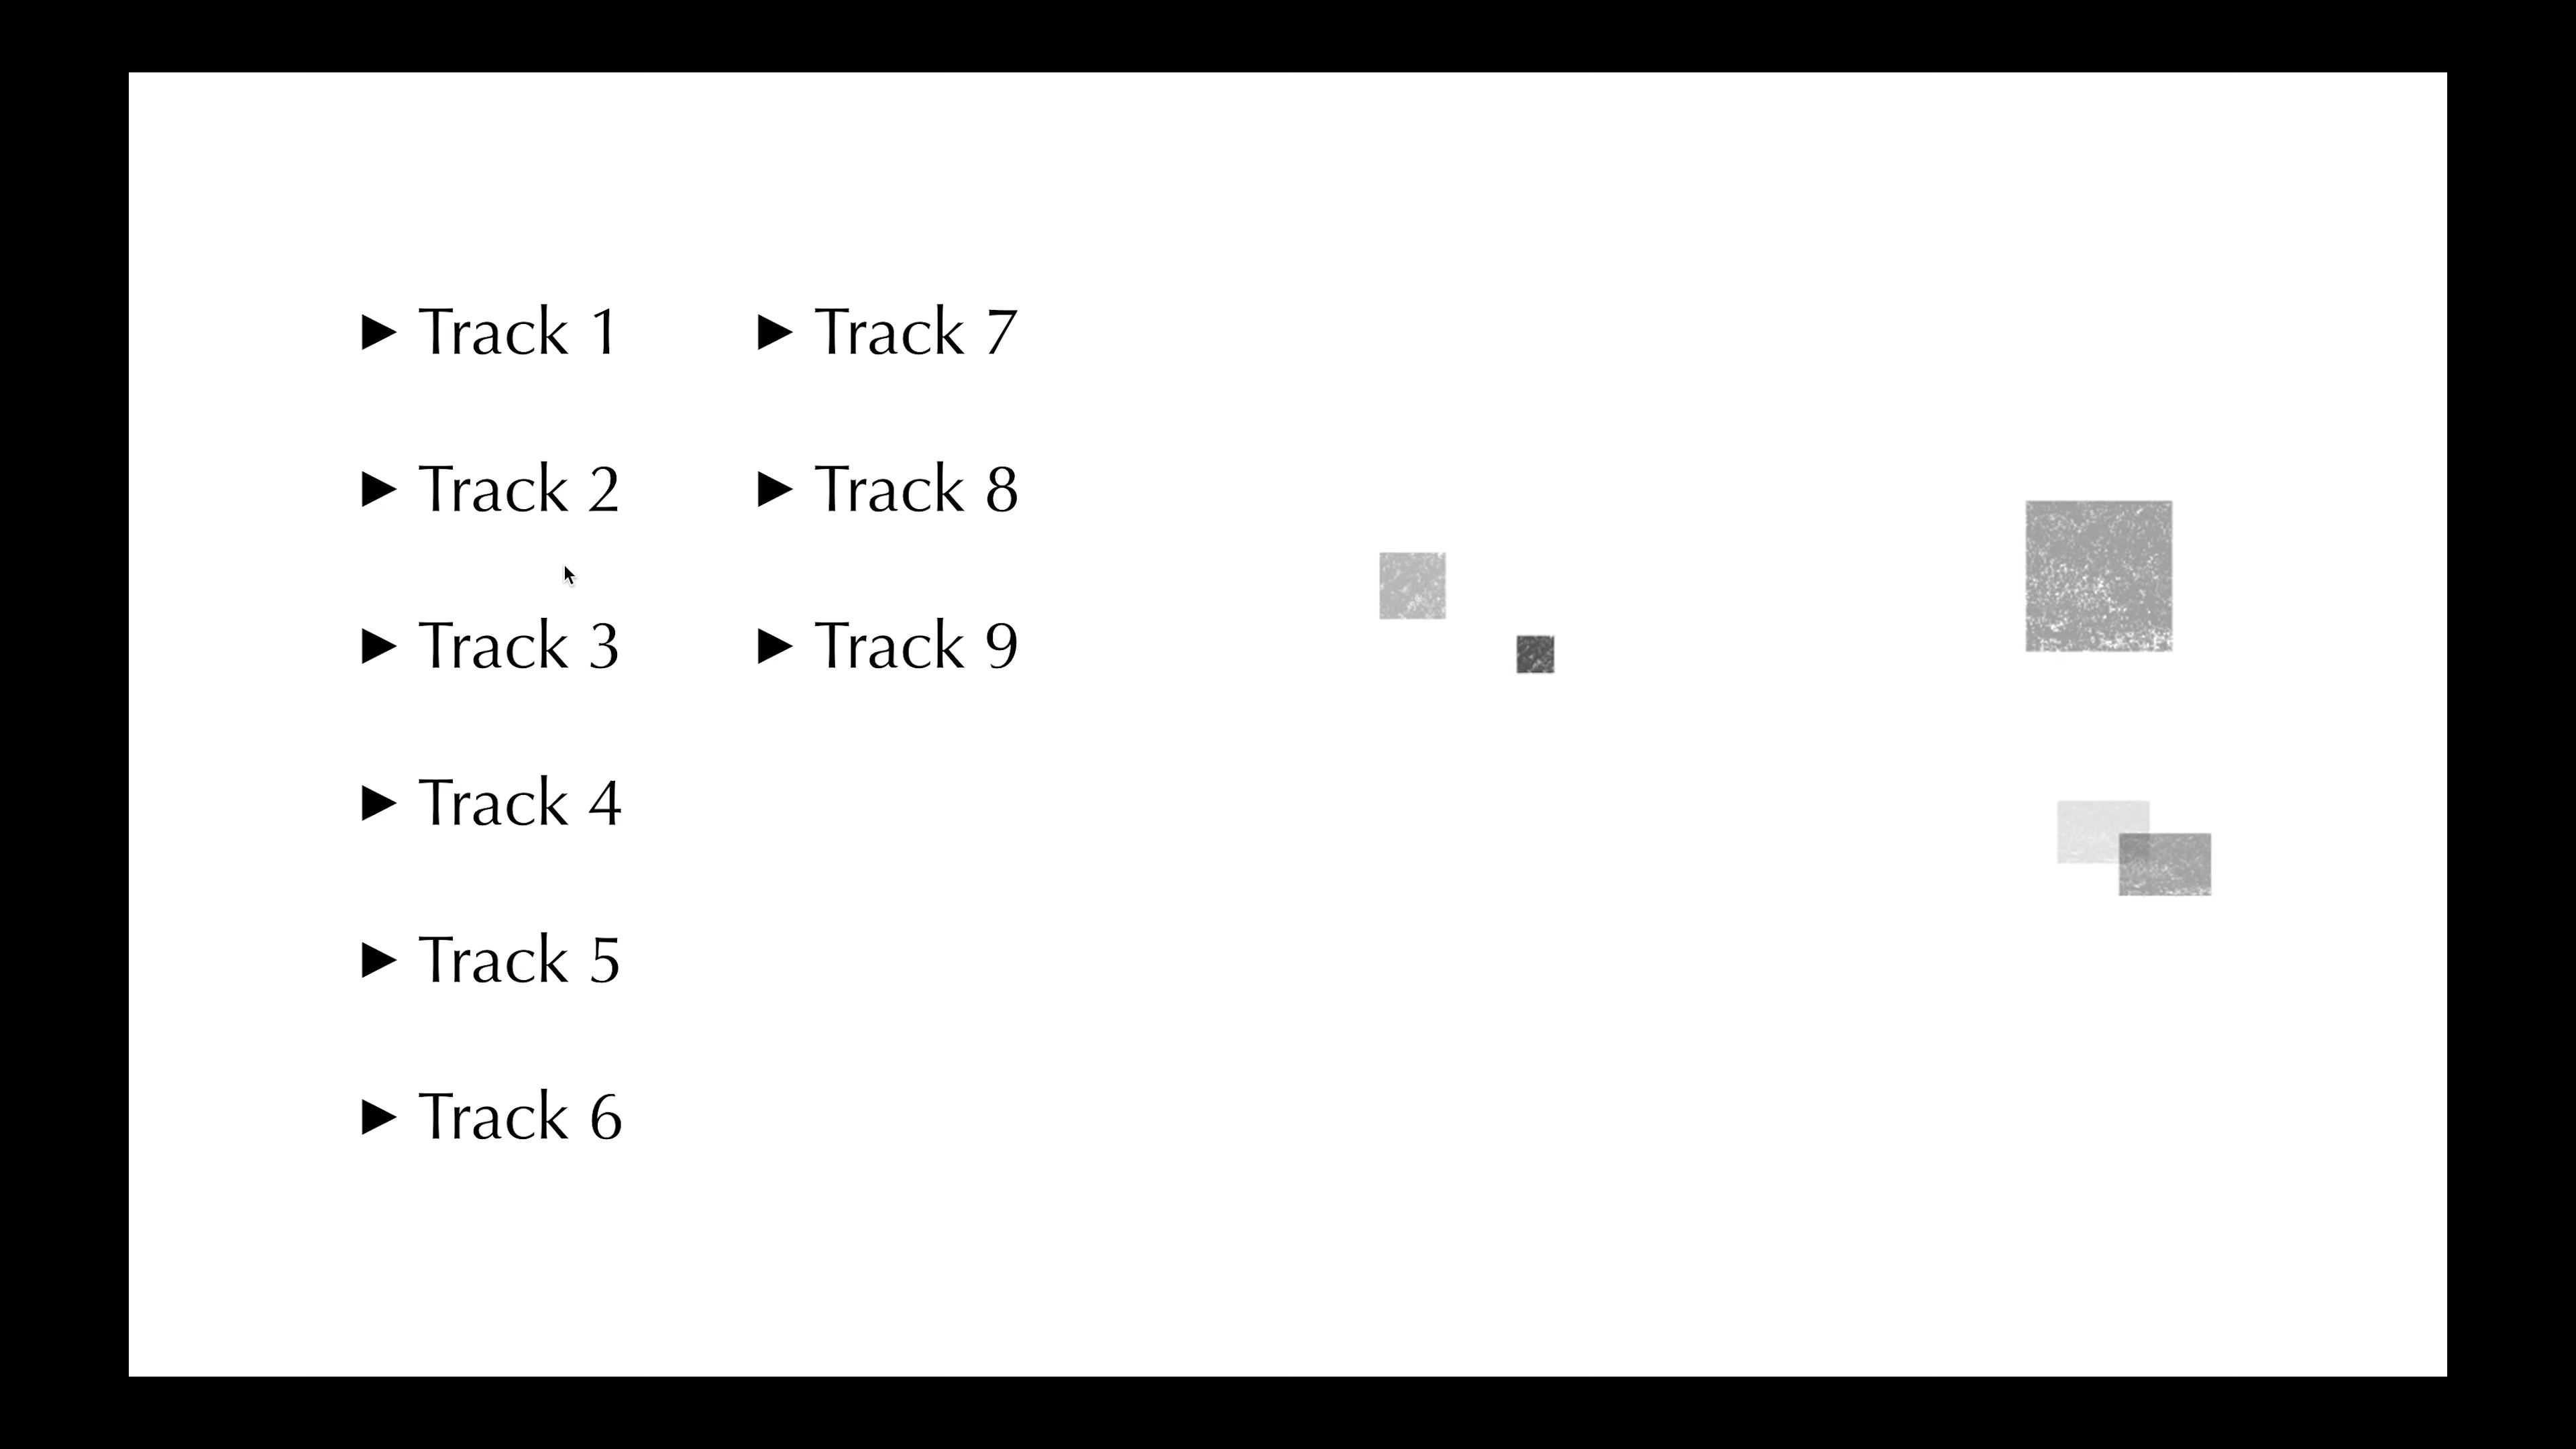 ► Track 1
► Track 2
► Track 3
► Track 4
► Track 5
► Track 6
► Track 7
► Track 8
► Track 9